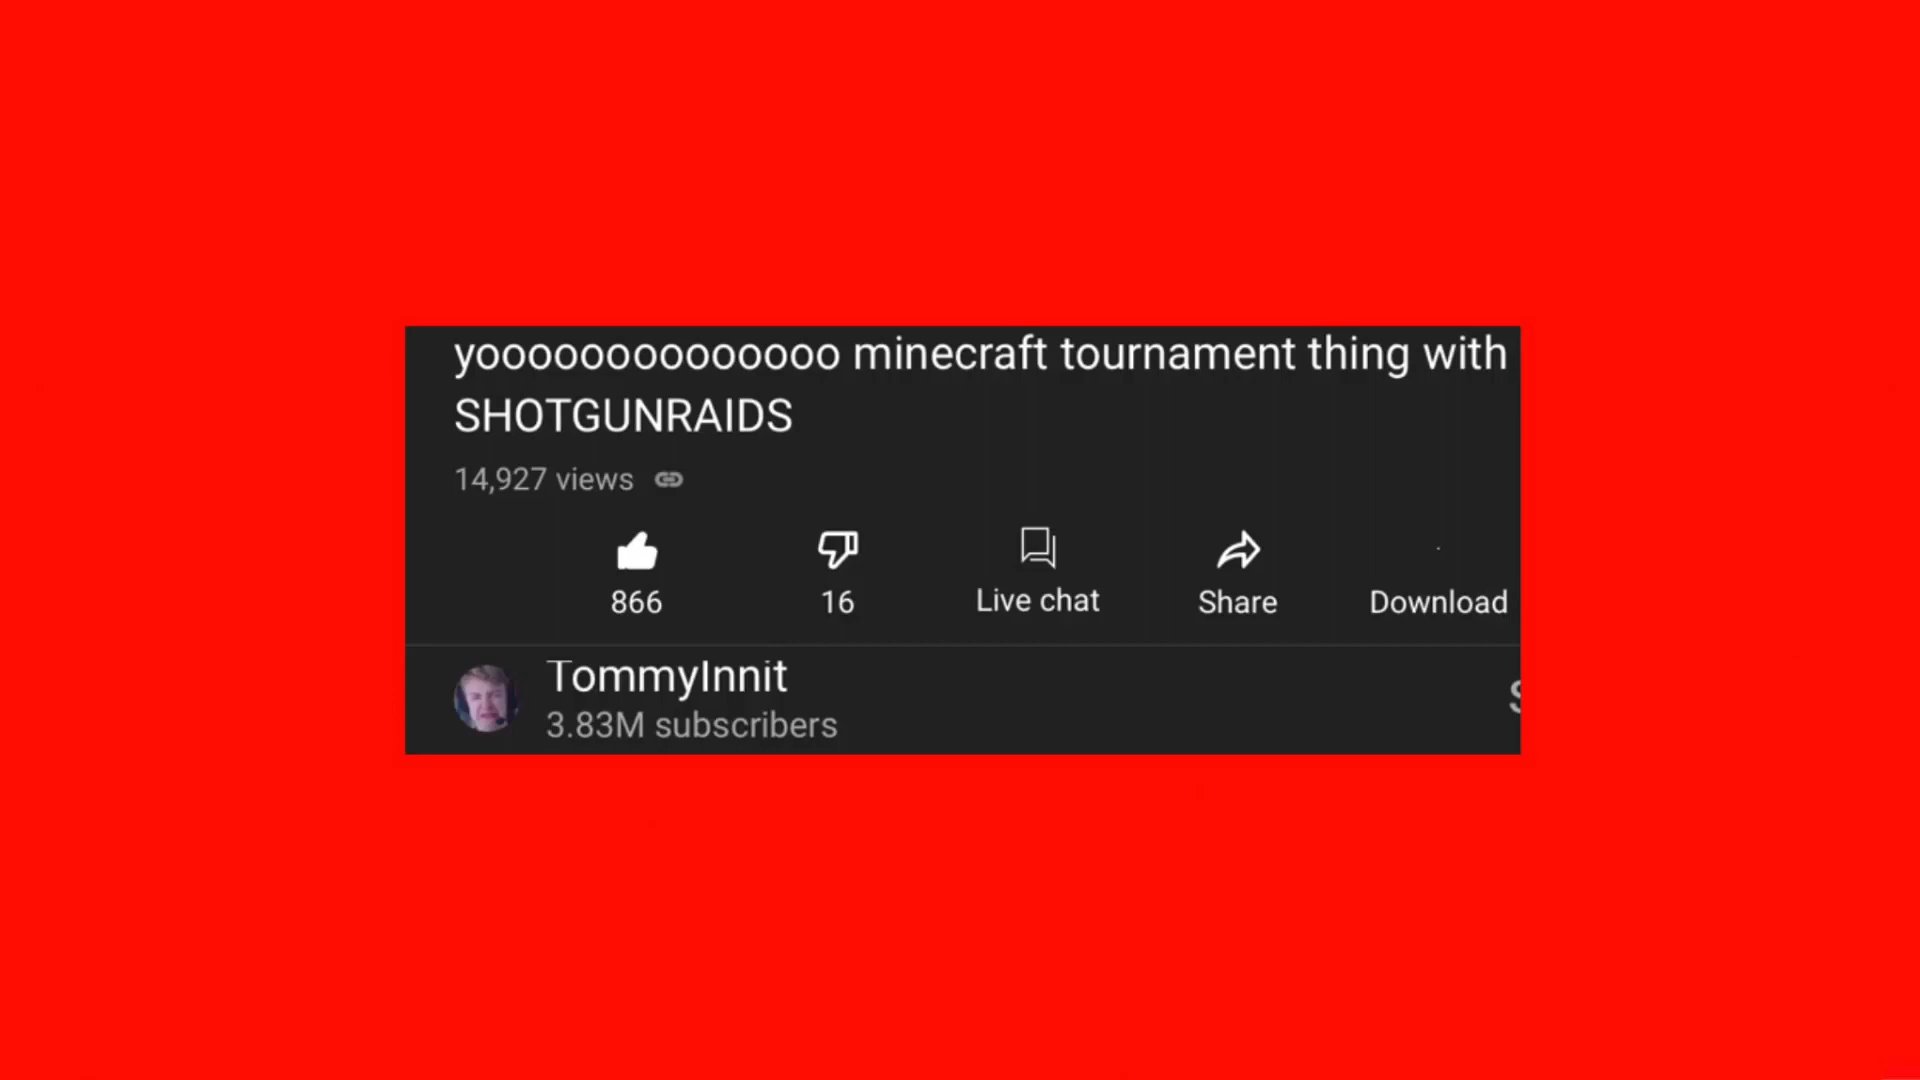 yoooooooooooooo minecraft tournament thing with
SHOTGUNRAIDS
14,927 views
866
16
Live chat
Share
Download
TommyInnit
3.83M subscribers